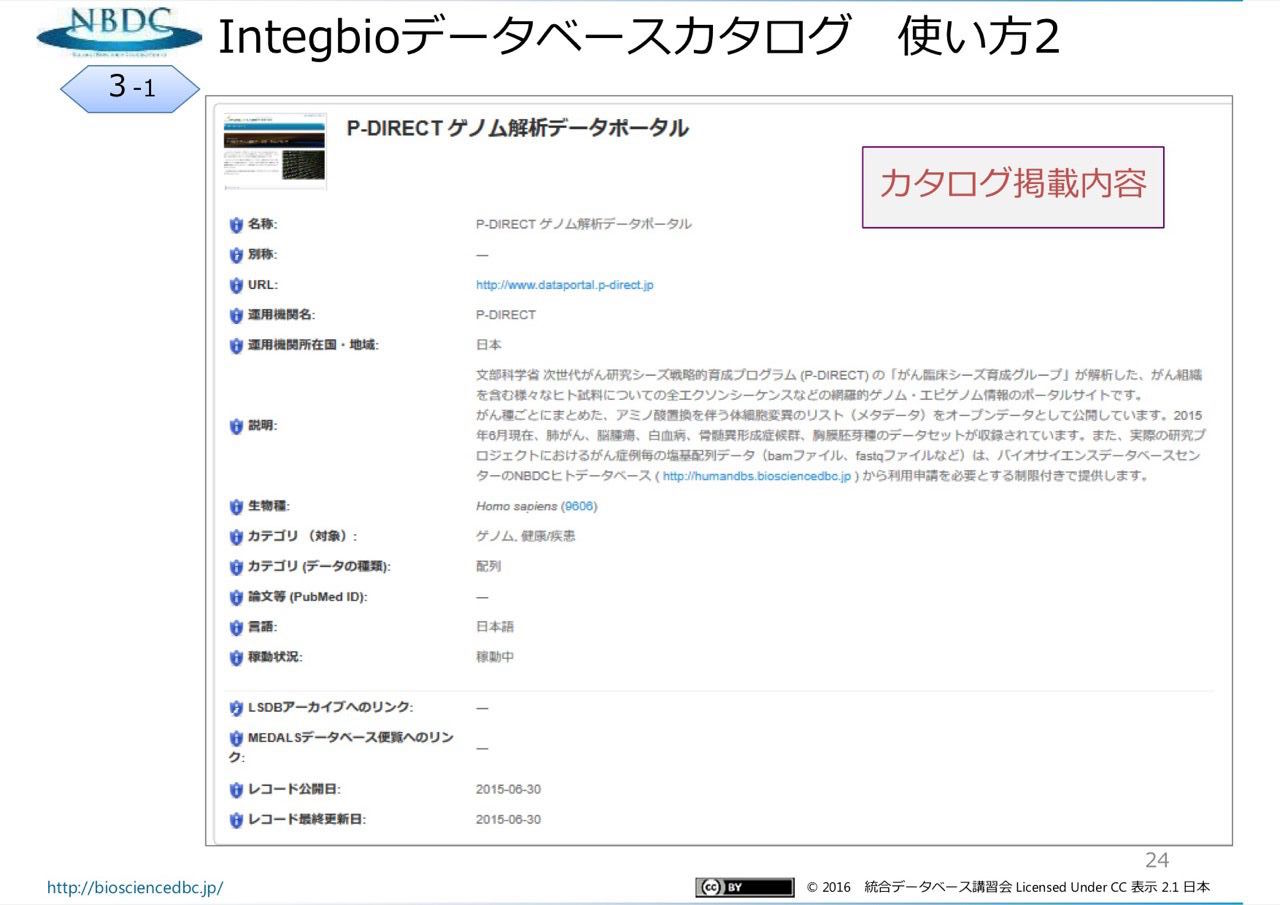 NBDC
Integbioデータベースカタログ　使い方2
3-1
P-DIRECT ゲノム解析データポータル
カタログ掲載内容
名称: P-DIRECT ゲノム解析データポータル
別称: —
URL: http://www.dataportal.p-direct.jp
運用機関名: P-DIRECT
運用機関所在国・地域: 日本
説明:
文部科学省 次世代がん研究シーズ戦略的育成プログラム (P-DIRECT) の「がん臨床シーズ育成グループ」が解析した、がん組織
を含む様々なヒト試料についての全エクソンシーケンスなどの網羅的ゲノム・エピゲノム情報のポータルサイトです。
がん種ごとにまとめた、アミノ酸置換を伴う体細胞変異のリスト（メタデータ）をオープンデータとして公開しています。2015
年6月現在、肺がん、脳腫瘍、白血病、骨髄異形成症候群、胸膜胚芽種のデータセットが収録されています。また、実際の研究プ
ロジェクトにおけるがん症例毎の塩基配列データ（bamファイル、fastqファイルなど）は、バイオサイエンスデータベースセン
ターのNBDCヒトデータベース ( http://humandbs.biosciencedbc.jp ) から利用申請を必要とする制限付きで提供します。
生物種: Homo sapiens (9606)
カテゴリ （対象）: ゲノム, 健康/疾患
カテゴリ (データの種類): 配列
論文等 (PubMed ID): —
言語: 日本語
稼動状況: 稼動中
LSDBアーカイブへのリンク: —
MEDALSデータベース便覧へのリン
ク: —
レコード公開日: 2015-06-30
レコード最終更新日: 2015-06-30
24
http://biosciencedbc.jp/
cc BY
© 2016　統合データベース講習会 Licensed Under CC 表示 2.1 日本